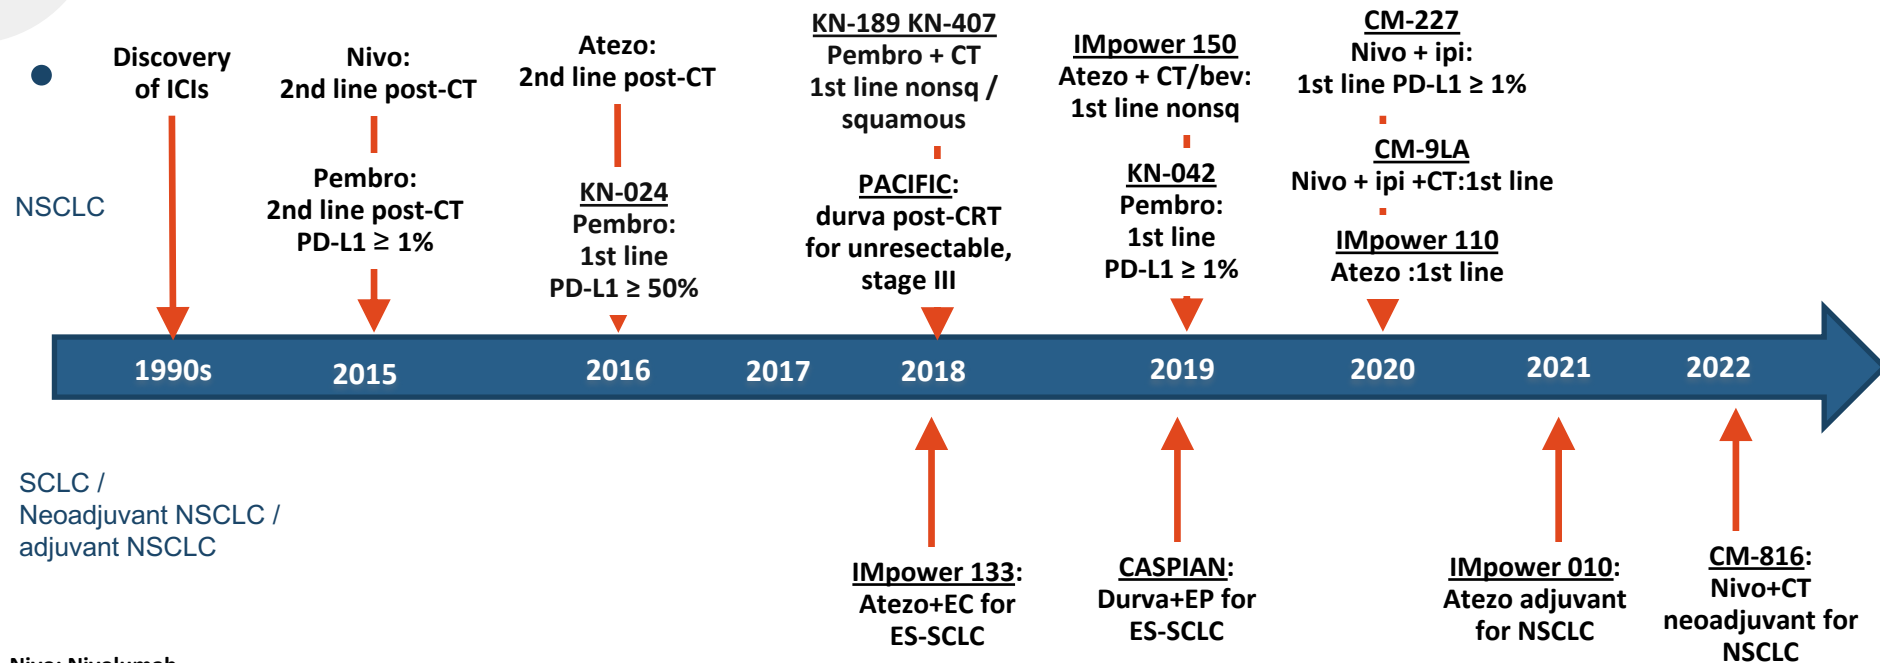 Discovery
of ICIs
Nivo:
2nd line post-CT
Pembro:
2nd line post-CT
PD-L1 ≥ 1%
Atezo:
2nd line post-CT
KN-024
Pembro:
1st line
PD-L1 ≥ 50%
KN-189 KN-407
Pembro + CT
1st line nonsq /
squamous
PACIFIC:
durva post-CRT
for unresectable,
stage III
IMpower 150
Atezo + CT/bev:
1st line nonsq
KN-042
Pembro:
1st line
PD-L1 ≥ 1%
CM-227
Nivo + ipi:
1st line PD-L1 ≥ 1%
CM-9LA
Nivo + ipi +CT:1st line
IMpower 110
Atezo :1st line
NSCLC
1990s
2015
2016
2017
2018
2019
2020
2021
2022
SCLC /
Neoadjuvant NSCLC /
adjuvant NSCLC
IMpower 133:
Atezo+EC for
ES-SCLC
CASPIAN:
Durva+EP for
ES-SCLC
IMpower 010:
Atezo adjuvant
for NSCLC
CM-816:
Nivo+CT
neoadjuvant for
NSCLC
Nivo: Nivolumab